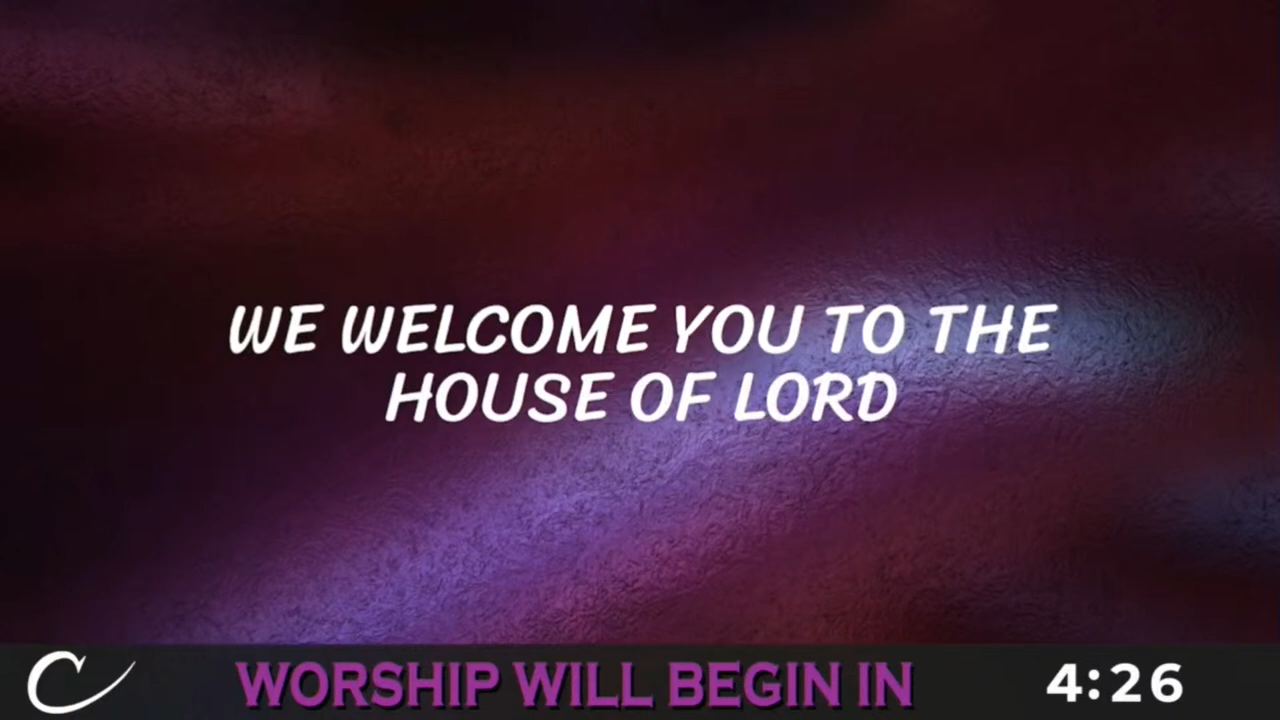 WE WELCOME YOU TO THE
HOUSE OF LORD
C
WORSHIP WILL BEGIN IN
4:26